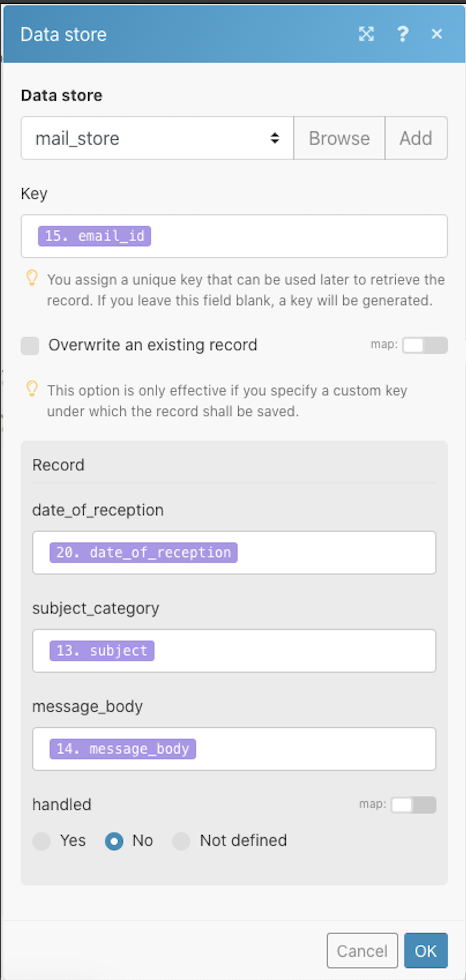 Data store
?
Data store
mail_store
Browse
Add
Key
15. email_id
You assign a unique key that can be used later to retrieve the
record. If you leave this field blank, a key will be generated.
Overwrite an existing record
map:
This option is only effective if you specify a custom key
under which the record shall be saved.
Record
date_of_reception
20. date_of_reception
subject_category
13. subject
message_body
14. message_body
handled
map:
Yes
No
Not defined
Cancel
OK